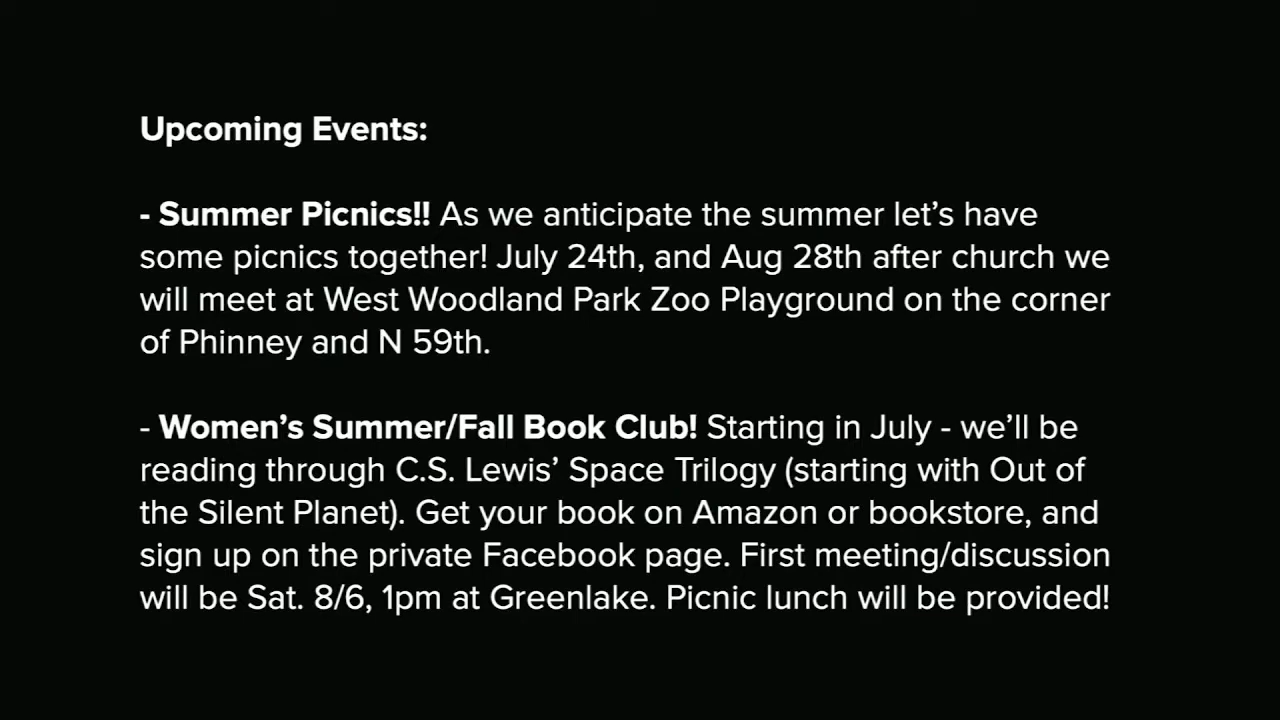 Upcoming Events:
- Summer Picnics!! As we anticipate the summer let’s have
some picnics together! July 24th, and Aug 28th after church we
will meet at West Woodland Park Zoo Playground on the corner
of Phinney and N 59th.
- Women’s Summer/Fall Book Club! Starting in July - we’ll be
reading through C.S. Lewis’ Space Trilogy (starting with Out of
the Silent Planet). Get your book on Amazon or bookstore, and
sign up on the private Facebook page. First meeting/discussion
will be Sat. 8/6, 1pm at Greenlake. Picnic lunch will be provided!